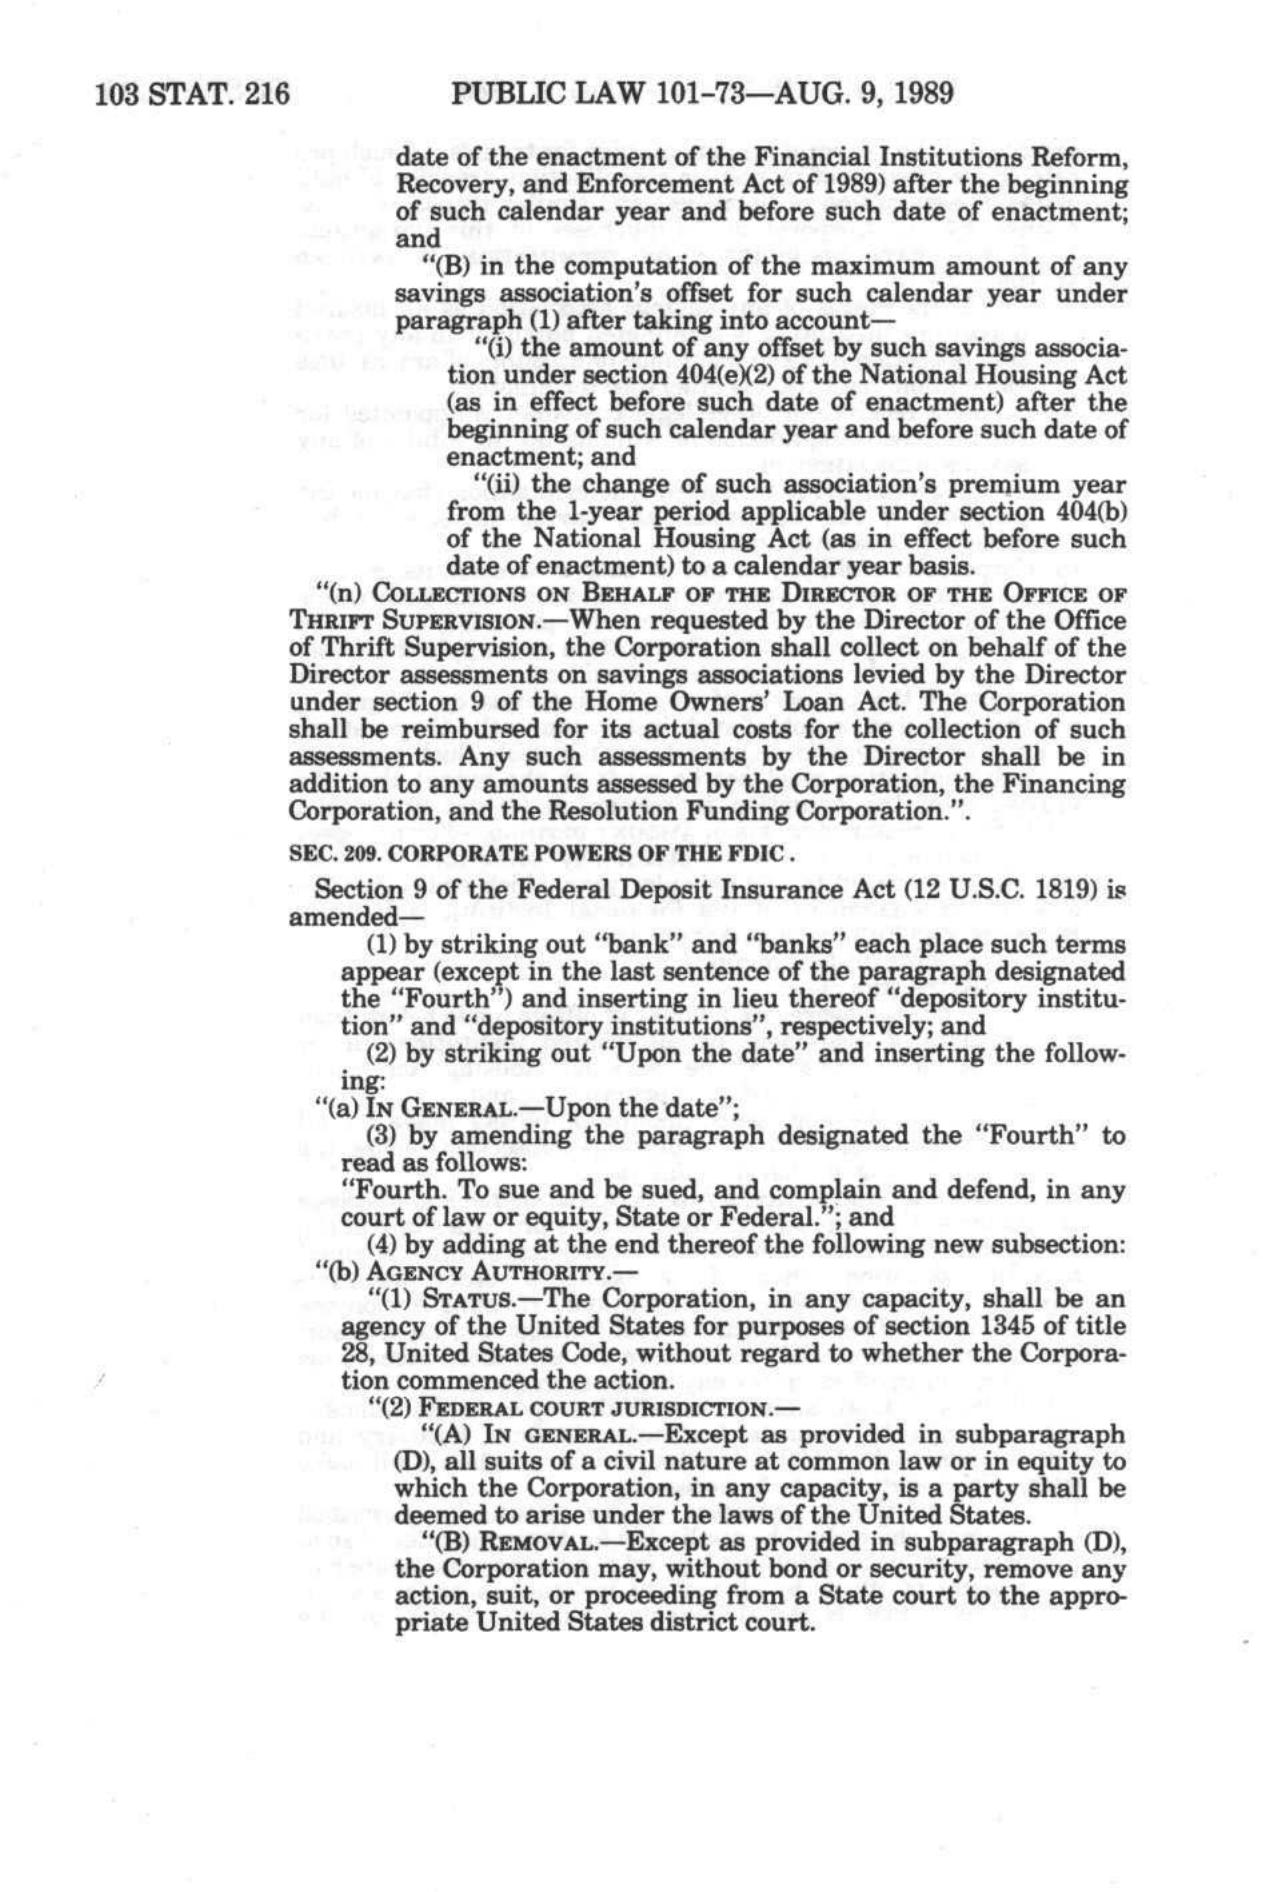 103 STAT. 216 PUBLIC LAW 101-73—AUG. 9, 1989
date of the enactment of the Financial Institutions Reform,
Recovery, and Enforcement Act of 1989) after the beginning
of such calendar year and before such date of enactment;
and
"(B) in the computation of the maximum amount of any
savings association's offset for such calendar year under
paragraph (1) after taking into account—
"(i) the amount of any offset by such savings associa-
tion under section 404(e)(2) of the National Housing Act
(as in effect before such date of enactment) after the
beginning of such calendar year and before such date of
enactment; and
"(ii) the change of such association's premium year
from the 1-year period applicable under section 404(b)
of the National Housing Act (as in effect before such
date of enactment) to a calendar year basis.
"(n) COLLECTIONS ON BEHALF OF THE DIRECTOR OF THE OFFICE OF
THRIFT SUPERVISION.—When requested by the Director of the Office
of Thrift Supervision, the Corporation shall collect on behalf of the
Director assessments on savings associations levied by the Director
under section 9 of the Home Owners' Loan Act. The Corporation
shall be reimbursed for its actual costs for the collection of such
assessments. Any such assessments by the Director shall be in
addition to any amounts assessed by the Corporation, the Financing
Corporation, and the Resolution Funding Corporation.".
SEC. 209. CORPORATE POWERS OF THE FDIC.
Section 9 of the Federal Deposit Insurance Act (12 U.S.C. 1819) is
amended—
(1) by striking out "bank" and "banks" each place such terms
appear (except in the last sentence of the paragraph designated
the "Fourth") and inserting in lieu thereof "depository institu-
tion" and "depository institutions", respectively; and
(2) by striking out "Upon the date" and inserting the follow-
ing:
"(a) IN GENERAL.—Upon the date";
(3) by amending the paragraph designated the "Fourth" to
read as follows:
"Fourth. To sue and be sued, and complain and defend, in any
court of law or equity, State or Federal."; and
(4) by adding at the end thereof the following new subsection:
"(b) AGENCY AUTHORITY.—
"(1) STATUS.—The Corporation, in any capacity, shall be an
agency of the United States for purposes of section 1345 of title
28, United States Code, without regard to whether the Corpora-
tion commenced the action.
"(2) FEDERAL COURT JURISDICTION.—
"(A) IN GENERAL.—Except as provided in subparagraph
(D), all suits of a civil nature at common law or in equity to
which the Corporation, in any capacity, is a party shall be
deemed to arise under the laws of the United States.
"(B) REMOVAL.—Except as provided in subparagraph (D),
the Corporation may, without bond or security, remove any
action, suit, or proceeding from a State court to the appro-
priate United States district court.